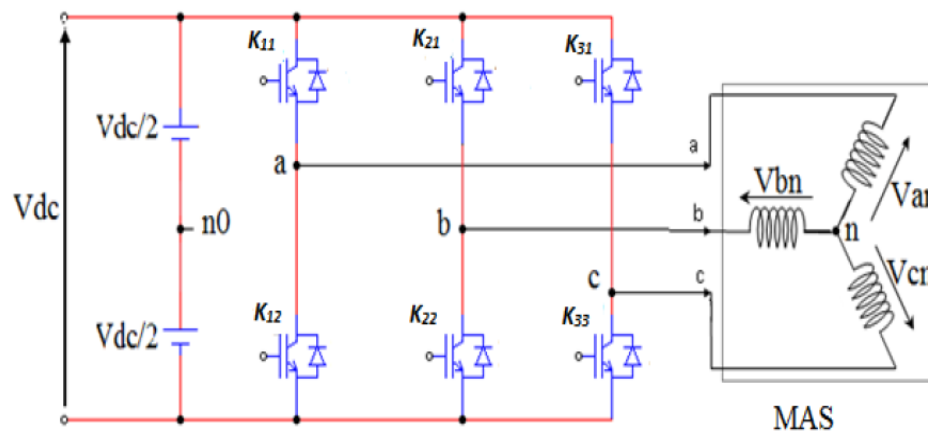 K11
K21
K31
Vdc/2
a
a
Vbn
Van
Vdc
n0
b
b
n
c
c
Vcn
K12
K22
K33
Vdc/2
MAS